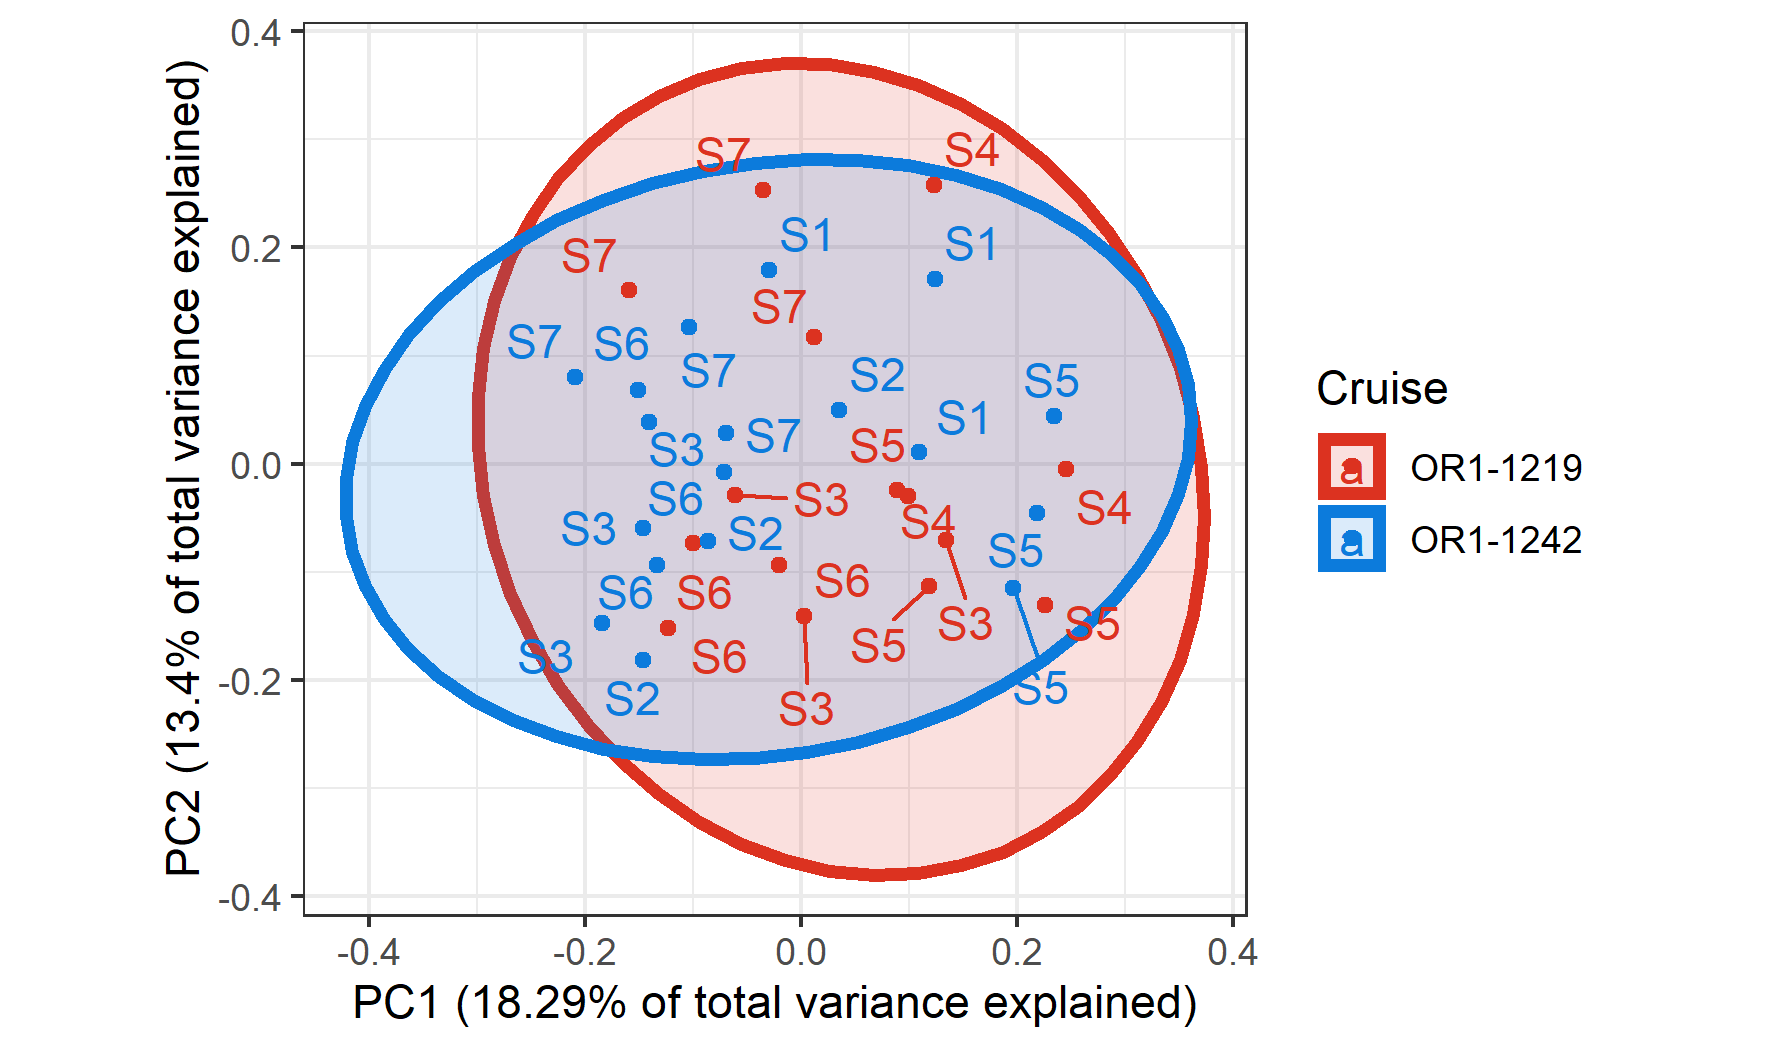 0.4
0.2
0.0
-0.2
-0.4
PC2 (13.4% of total variance explained)
S7
S4
S1
S1
S7
S7
S7
S6
S7
S2
S5
S1
S3
S7
S5
S6
S3
S4
S3
S2
S4
S5
S6
S6
S6
S3
S5
S5
S3
S6
S5
S2
S3
-0.4
-0.2
0.0
0.2
0.4
PC1 (18.29% of total variance explained)
Cruise
a OR1-1219
a OR1-1242